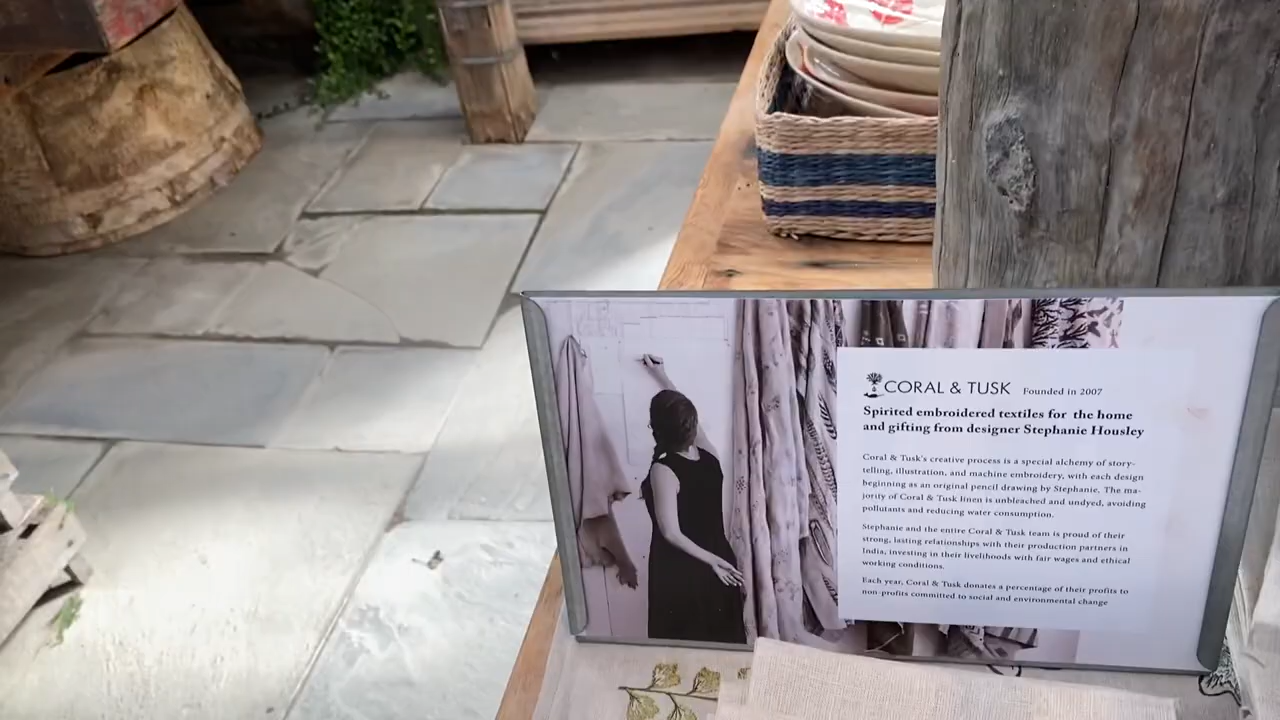 CORAL & TUSK Founded in 2007
Spirited embroidered textiles for the home
and gifting from designer Stephanie Housley
Coral & Tusk's creative process is a special alchemy of story-
telling, illustration, and machine embroidery, with each design
beginning as an original pencil drawing by Stephanie. The ma-
jority of Coral & Tusk linen is unbleached and undyed, avoiding
pollutants and reducing water consumption.
Stephanie and the entire Coral & Tusk team is proud of their
strong, lasting relationships with their production partners in
India, investing in their livelihoods with fair wages and ethical
working conditions.
Each year, Coral & Tusk donates a percentage of their profits to
non-profits committed to social and environmental change